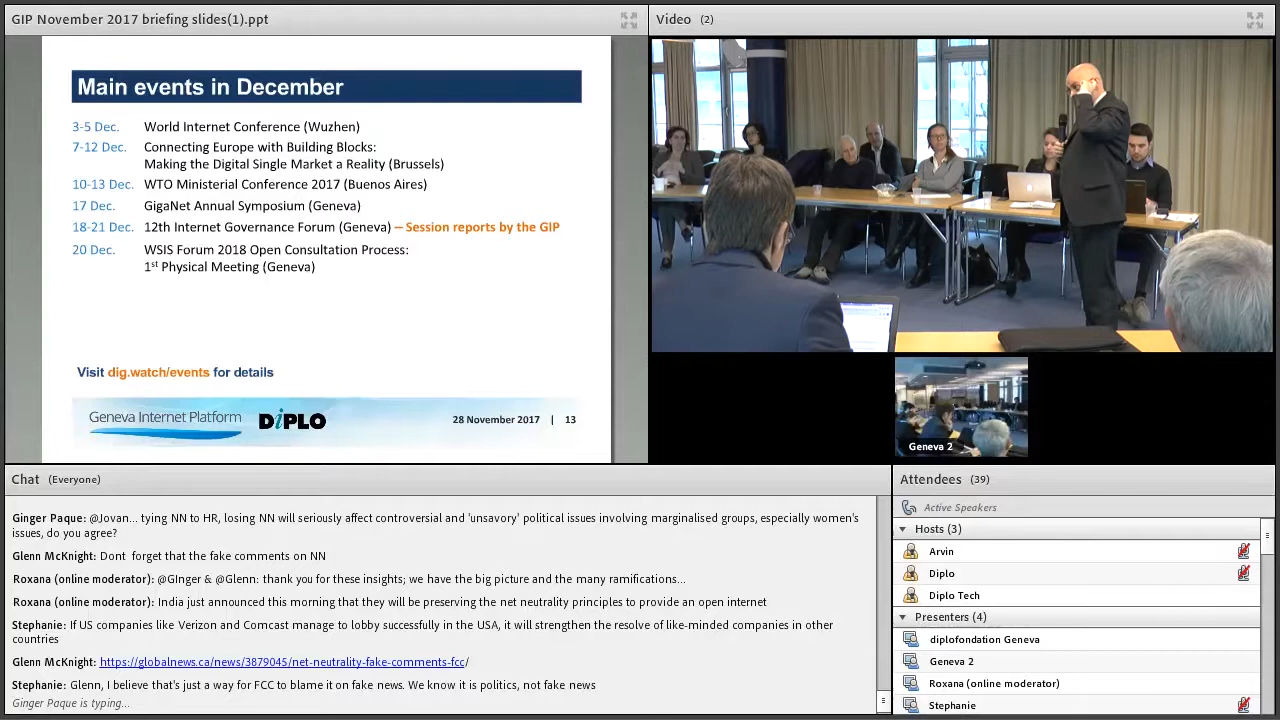 GIP November 2017 briefing slides(1).ppt
Main events in December
3-5 Dec. World Internet Conference (Wuzhen)
7-12 Dec. Connecting Europe with Building Blocks:
Making the Digital Single Market a Reality (Brussels)
10-13 Dec. WTO Ministerial Conference 2017 (Buenos Aires)
17 Dec. GigaNet Annual Symposium (Geneva)
18-21 Dec. 12th Internet Governance Forum (Geneva) – Session reports by the GIP
20 Dec. WSIS Forum 2018 Open Consultation Process:
1st Physical Meeting (Geneva)
Visit dig.watch/events for details
Geneva Internet Platform DiPLO 28 November 2017 | 13
Video (2)
Geneva 2
Chat (Everyone)
Ginger Paque: @Jovan... tying NN to HR, losing NN will seriously affect controversial and 'unsavory' political issues involving marginalised groups, especially women's
issues, do you agree?
Glenn McKnight: Dont forget that the fake comments on NN
Roxana (online moderator): @GInger & @Glenn: thank you for these insights; we have the big picture and the many ramifications...
Roxana (online moderator): India just announced this morning that they will be preserving the net neutrality principles to provide an open internet
Stephanie: If US companies like Verizon and Comcast manage to lobby successfully in the USA, it will strengthen the resolve of like-minded companies in other
countries
Glenn McKnight: https://globalnews.ca/news/3879045/net-neutrality-fake-comments-fcc/
Stephanie: Glenn, I believe that's just a way for FCC to blame it on fake news. We know it is politics, not fake news
Ginger Paque is typing...
Attendees (39)
Active Speakers
Hosts (3)
Arvin
Diplo
Diplo Tech
Presenters (4)
diplofondation Geneva
Geneva 2
Roxana (online moderator)
Stephanie